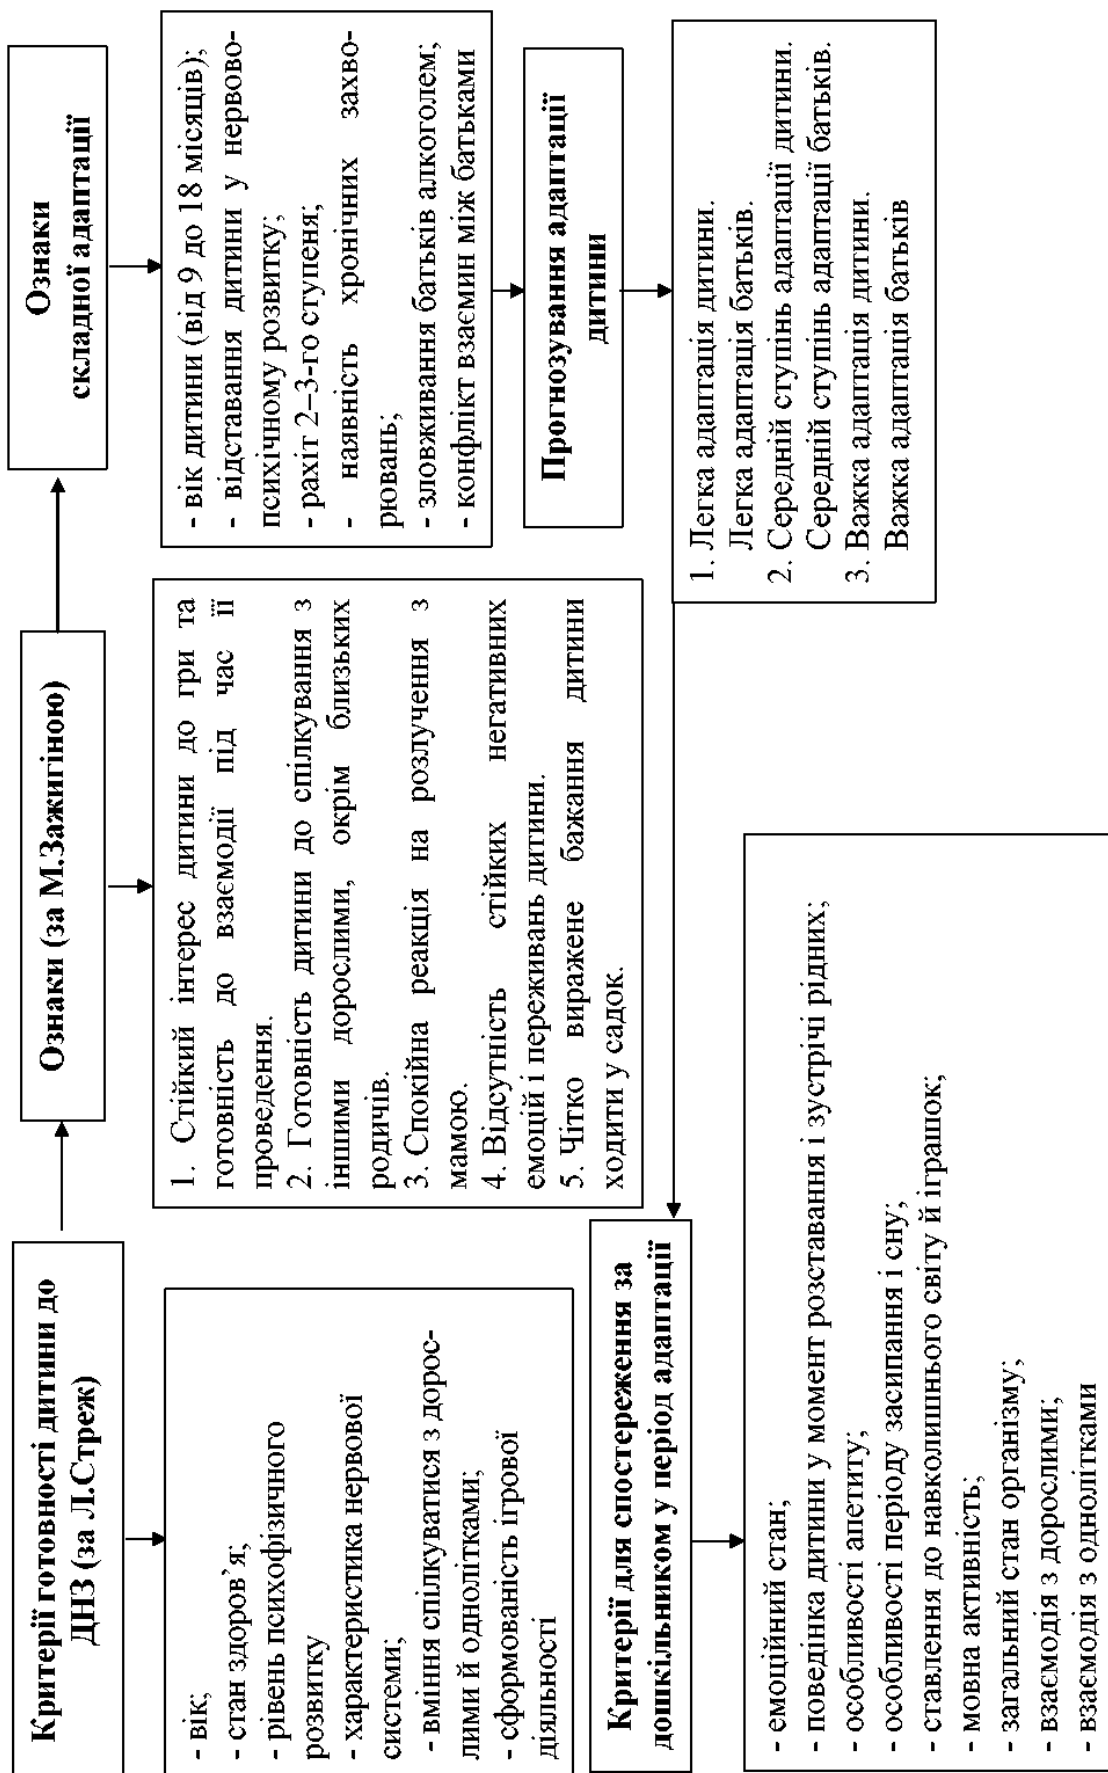 Критерії готовності дитини до
ДНЗ (за Л.Стреж)
- вік;
- стан здоров’я;
- рівень психофізичного
розвитку
- характеристика нервової
системи;
- вміння спілкуватися з дорос-
лими й однолітками;
- сформованість ігрової
діяльності
Ознаки (за М.Зажигіною)
1. Стійкий інтерес дитини до гри та
готовність до взаємодії під час її
проведення.
2. Готовність дитини до спілкування з
іншими дорослими, окрім близьких
родичів.
3. Спокійна реакція на розлучення з
мамою.
4. Відсутність стійких негативних
емоцій і переживань дитини.
5. Чітко виражене бажання дитини
ходити у садок.
Ознаки
складної адаптації
- вік дитини (від 9 до 18 місяців);
- відставання дитини у нервово-
психічному розвитку;
- рахіт 2–3-го ступеня;
- наявність хронічних захво-
рювань;
- зловживання батьків алкоголем;
- конфлікт взаємин між батьками
Прогнозування адаптації
дитини
1. Легка адаптація дитини.
Легка адаптація батьків.
2. Середній ступінь адаптації дитини.
Середній ступінь адаптації батьків.
3. Важка адаптація дитини.
Важка адаптація батьків
Критерії для спостереження за
дошкільником у період адаптації
- емоційний стан;
- поведінка дитини у момент розставання і зустрічі рідних;
- особливості апетиту;
- особливості періоду засипання і сну;
- ставлення до навколишнього світу й іграшок;
- мовна активність;
- загальний стан організму;
- взаємодія з дорослими;
- взаємодія з однолітками